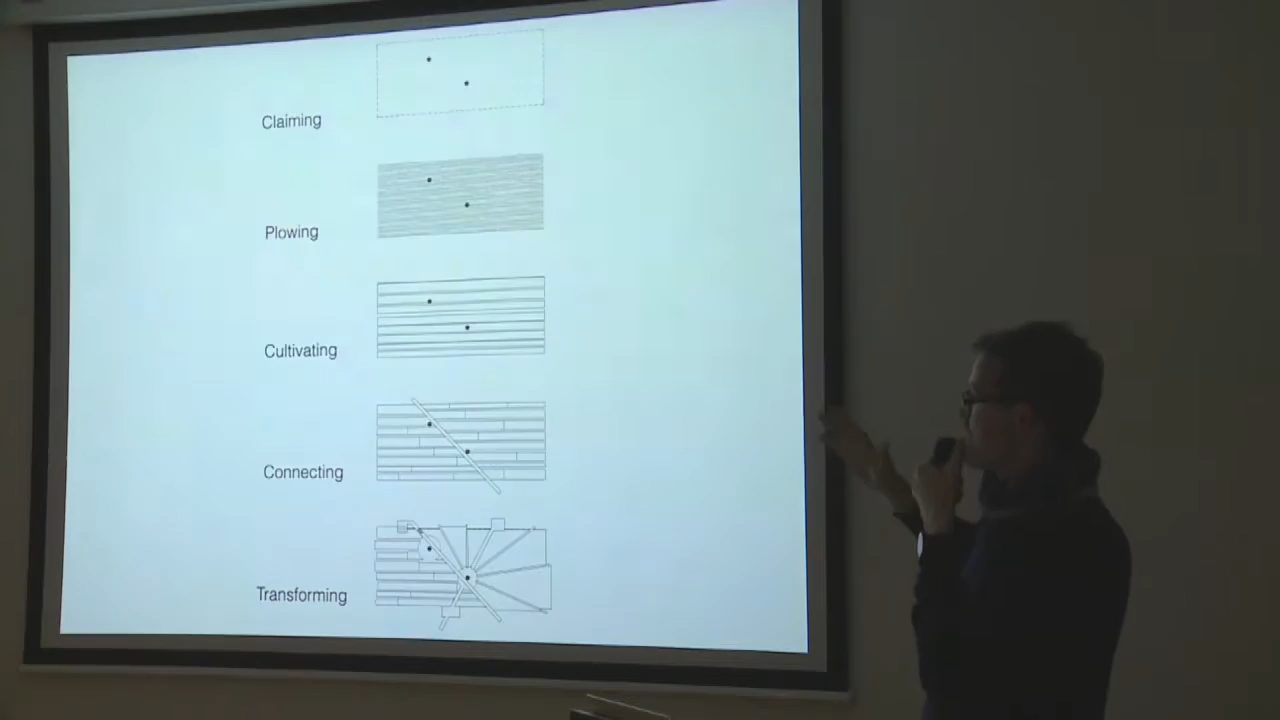 Claiming
Plowing
Cultivating
Connecting
Transforming